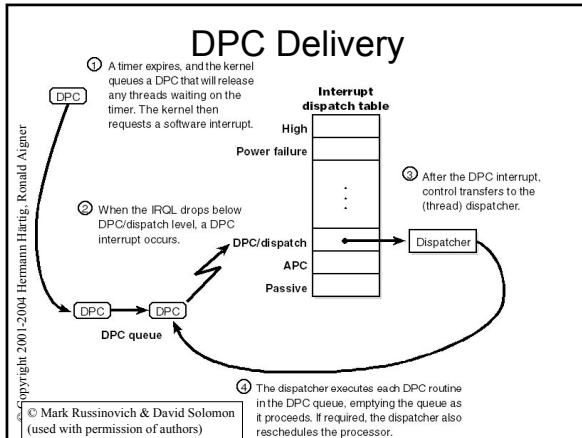 DPC Delivery
① A timer expires, and the kernel
queues a DPC that will release
any threads waiting on the
timer. The kernel then
requests a software interrupt.
DPC
Interrupt
dispatch table
High
Power failure
③ After the DPC interrupt,
control transfers to the
(thread) dispatcher.
② When the IRQL drops below
DPC/dispatch level, a DPC
interrupt occurs.
DPC/dispatch
Dispatcher
APC
Passive
DPC
DPC
DPC queue
④ The dispatcher executes each DPC routine
in the DPC queue, emptying the queue as
it proceeds. If required, the dispatcher also
reschedules the processor.
Copyright 2001-2004 Hermann Härtig, Ronald Aigner
© Mark Russinovich & David Solomon
(used with permission of authors)